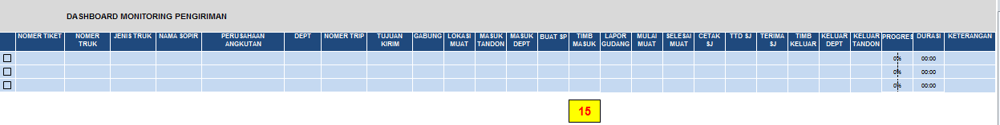 DASHBOARD MONITORING PENGIRIMAN
NOMER TIKET NOMER TRUK JENIS TRUK NAMA SOPIR PERUSAHAAN ANGKUTAN DEPT NOMER TRIP TUJUAN KIRIM GABUNG LOKASI MUAT MASUK TANDON MASUK DEPT BUAT SP TIMB MASUK LAPOR GUDANG MULAI MUAT SELESAI MUAT CETAK SJ TTD SJ TERIMA SJ TIMB KELUAR KELUAR DEPT KELUAR TANDON PROGRES DURASI KETERANGAN
0% 00:00
0% 00:00
0% 00:00
15